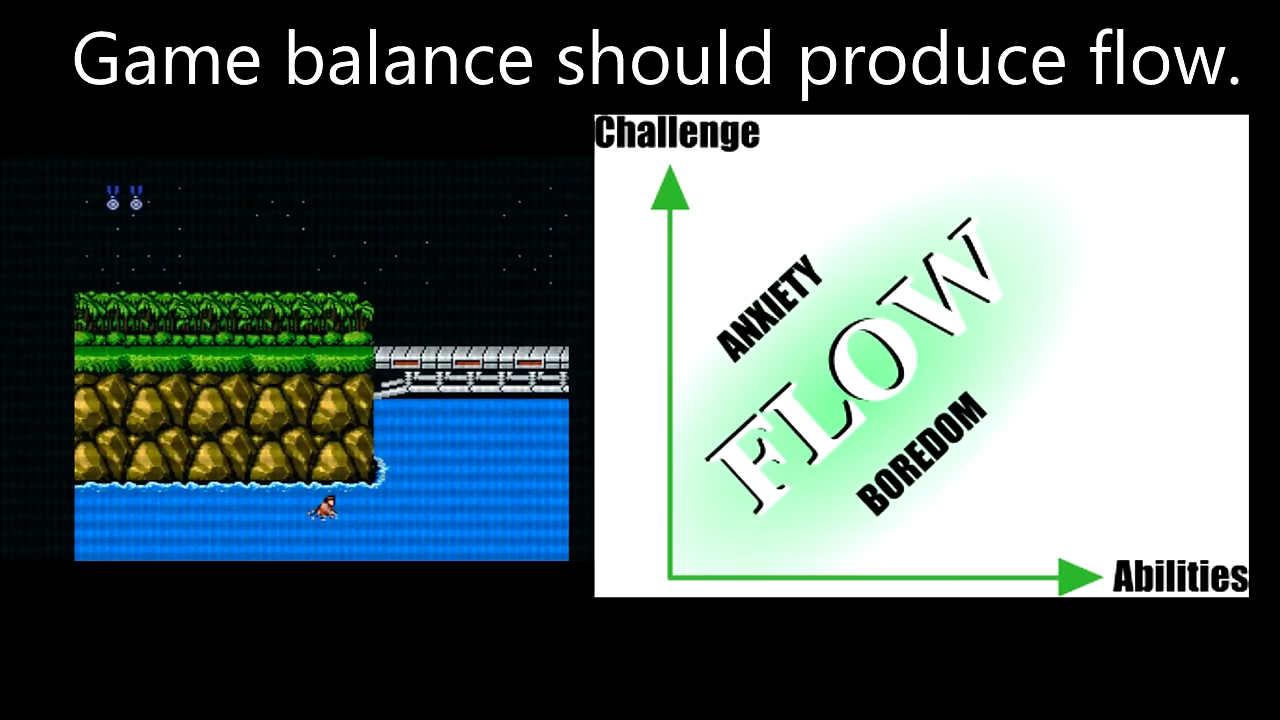 Game balance should produce flow.
Challenge
ANXIETY
FLOW
BOREDOM
Abilities